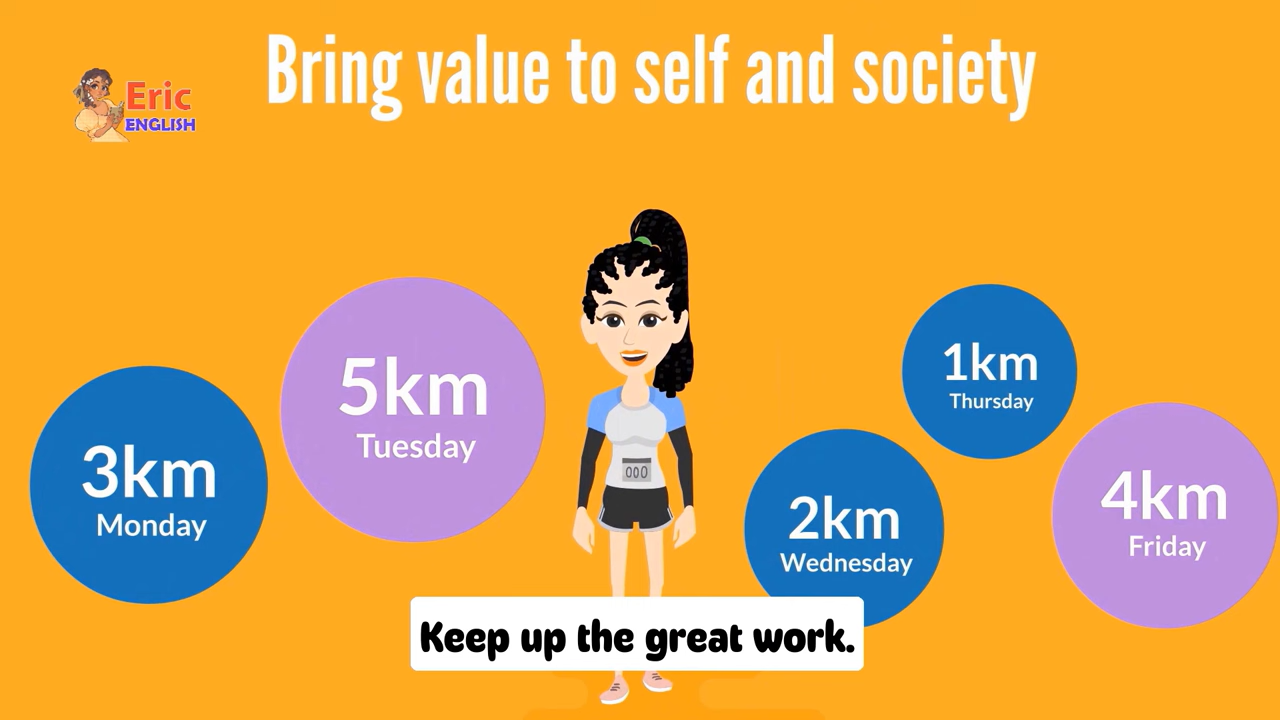 Bring value to self and society
Eric
ENGLISH
5km
Tuesday
1km
Thursday
3km
Monday
000
2km
Wednesday
4km
Friday
Keep up the great work.